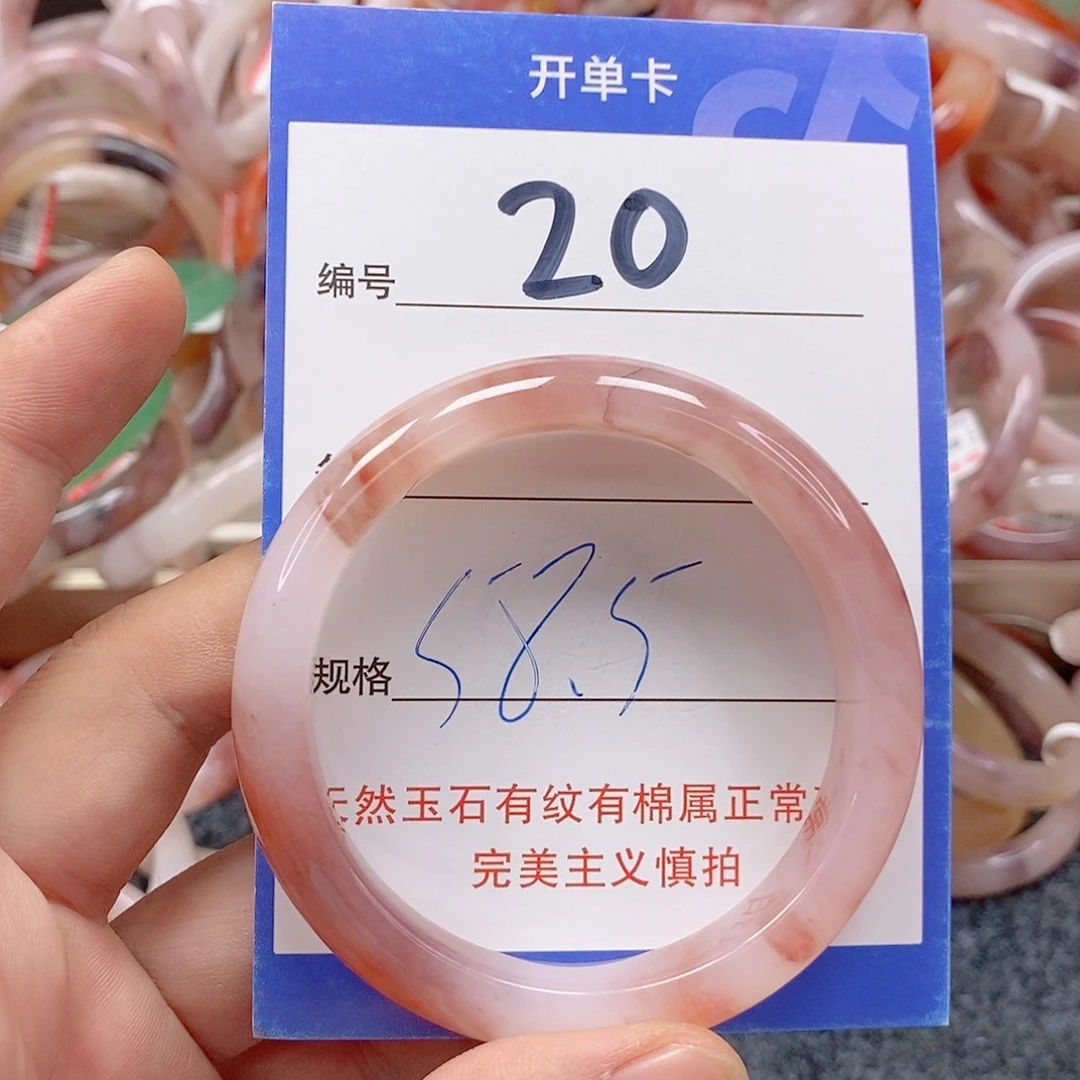 开单卡
编号 20
规格 58.5
天然玉石有纹有棉属正常
完美主义慎拍